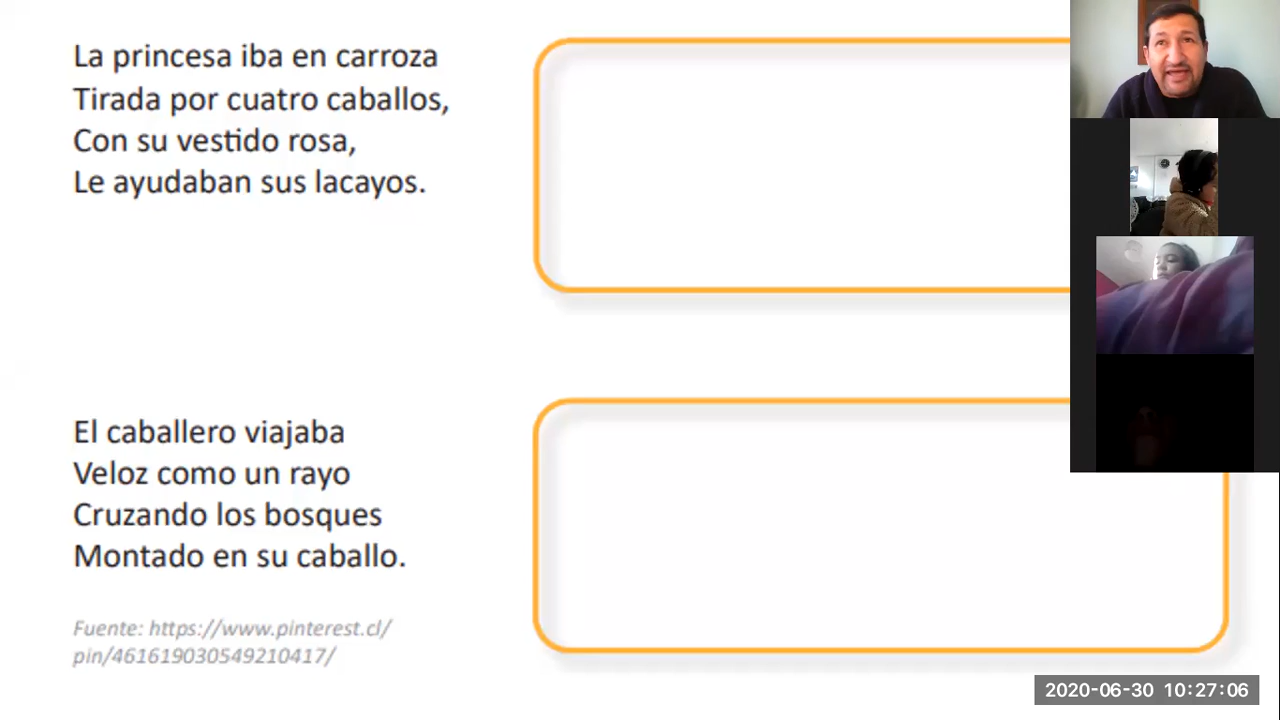 La princesa iba en carroza
Tirada por cuatro caballos,
Con su vestido rosa,
Le ayudaban sus lacayos.
El caballero viajaba
Veloz como un rayo
Cruzando los bosques
Montado en su caballo.
Fuente: https://www.pinterest.cl/
pin/461619030549210417/
2020-06-30 10:27:06